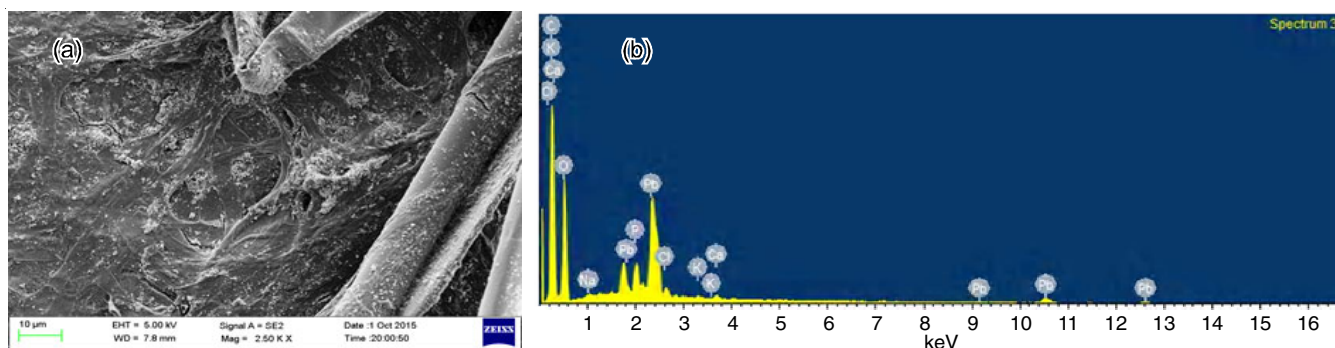 (a)
10 µm
EHT = 5.00 kV
WD = 7.8 mm
Signal A = SE2
Mag = 2.50 K X
Date :1 Oct 2015
Time :20:00:50
ZEISS
(b)
Spectrum 3
C
K
Ca
O
Na
Pb
P
Pb
Cl
K
K
Ca
Pb
Pb
Pb
1 2 3 4 5 6 7 8 9 10 11 12 13 14 15 16
keV